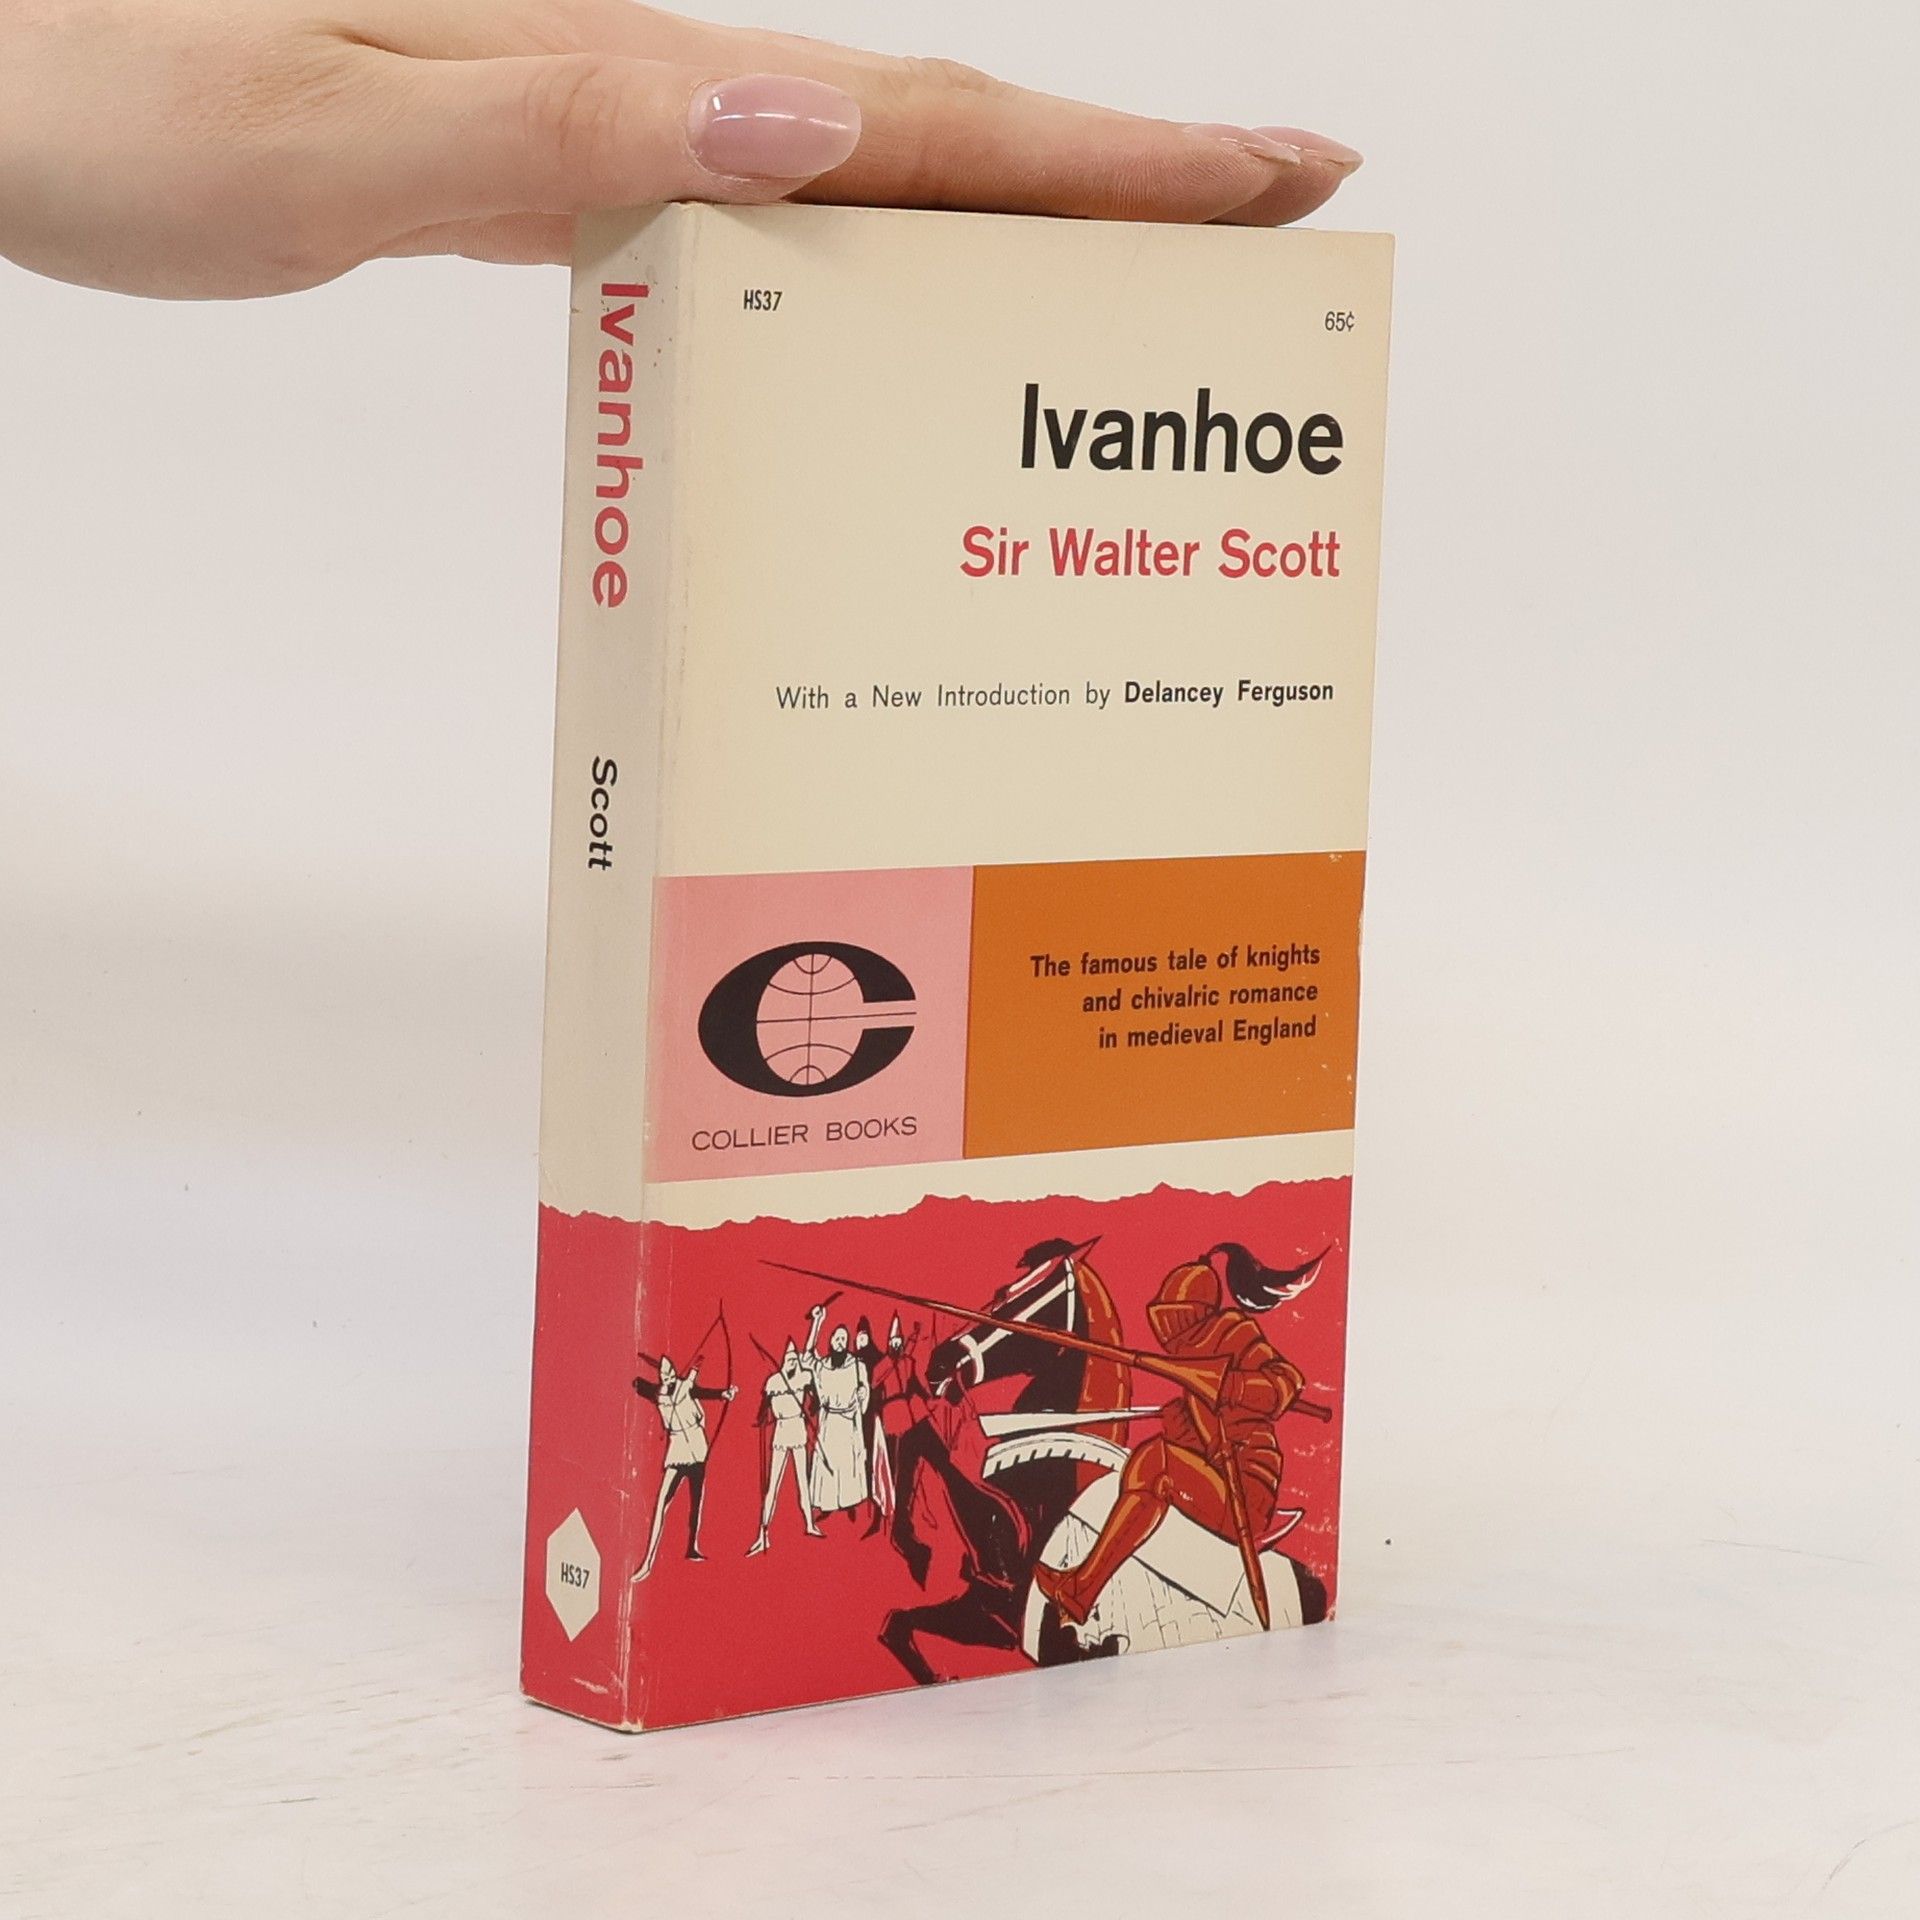 Ivanhoe
Scott
HS37
HS37
65¢
Ivanhoe
Sir Walter Scott
With a New Introduction by Delancey Ferguson
The famous tale of knights
and chivalric romance
in medieval England
COLLIER BOOKS